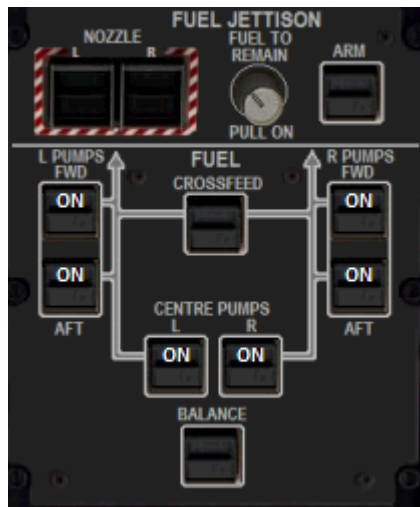 FUEL JETTISON
NOZZLE
L R
FUEL TO
REMAIN
ARM
PULL ON
L PUMPS
FWD
FUEL
CROSSFEED
R PUMPS
FWD
ON
ON
ON
ON
AFT
AFT
CENTRE PUMPS
L R
ON ON
BALANCE